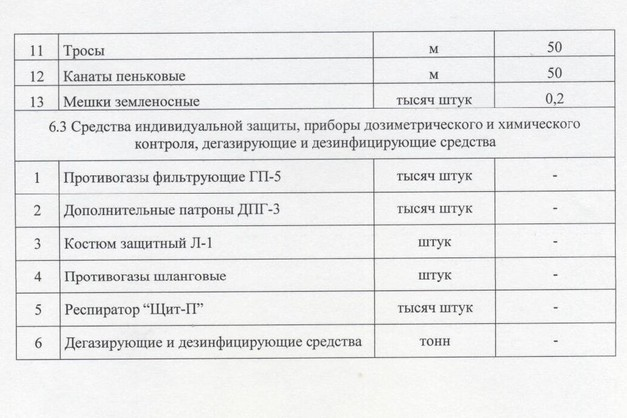 11 Тросы м 50
12 Канаты пеньковые м 50
13 Мешки земленосные тысяч штук 0,2
6.3 Средства индивидуальной защиты, приборы дозиметрического и химического
контроля, дегазирующие и дезинфицирующие средства
1 Противогазы фильтрующие ГП-5 тысяч штук -
2 Дополнительные патроны ДПГ-3 тысяч штук -
3 Костюм защитный Л-1 штук -
4 Противогазы шланговые штук -
5 Респиратор “Щит-П” тысяч штук -
6 Дегазирующие и дезинфицирующие средства тонн -